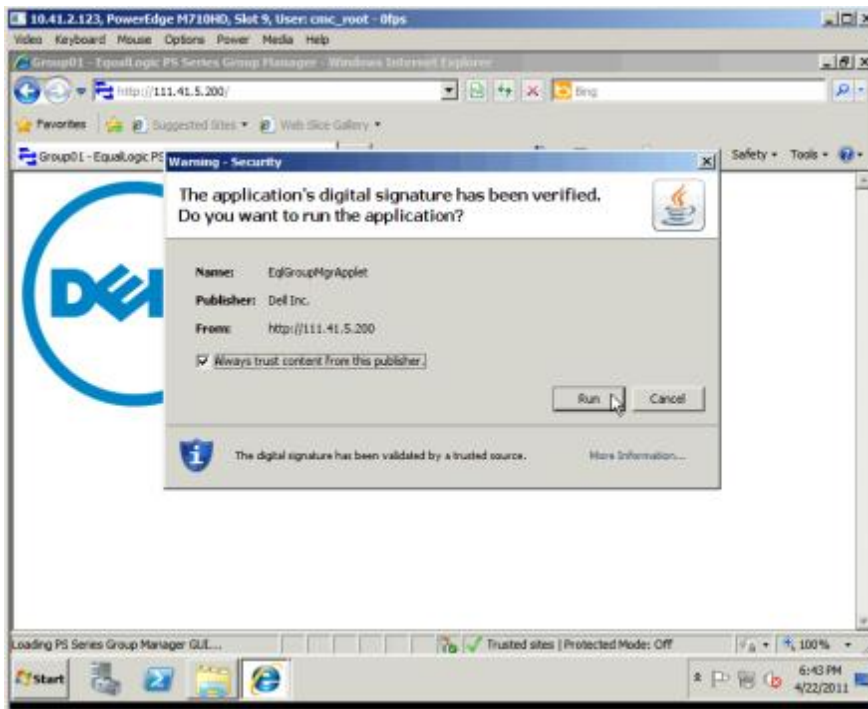 10.41.2.123, PowerEdge M710HD, Slot 9, User: cmc_root - 0fps
Video Keyboard Mouse Options Power Media Help
Group01 - EqualLogic PS Series Group Manager - Windows Internet Explorer
http://111.41.5.200/
Bing
Favorites Suggested Sites Web Slice Gallery
Group01 - EqualLogic PS
Safety Tools
Warning - Security
The application's digital signature has been verified.
Do you want to run the application?
Name: EqlGroupMgrApplet
Publisher: Dell Inc.
From: http://111.41.5.200
Always trust content from this publisher.
Run Cancel
The digital signature has been validated by a trusted source. More Information...
Loading PS Series Group Manager GUI... Trusted sites | Protected Mode: Off 100%
Start
6:43 PM
4/22/2011